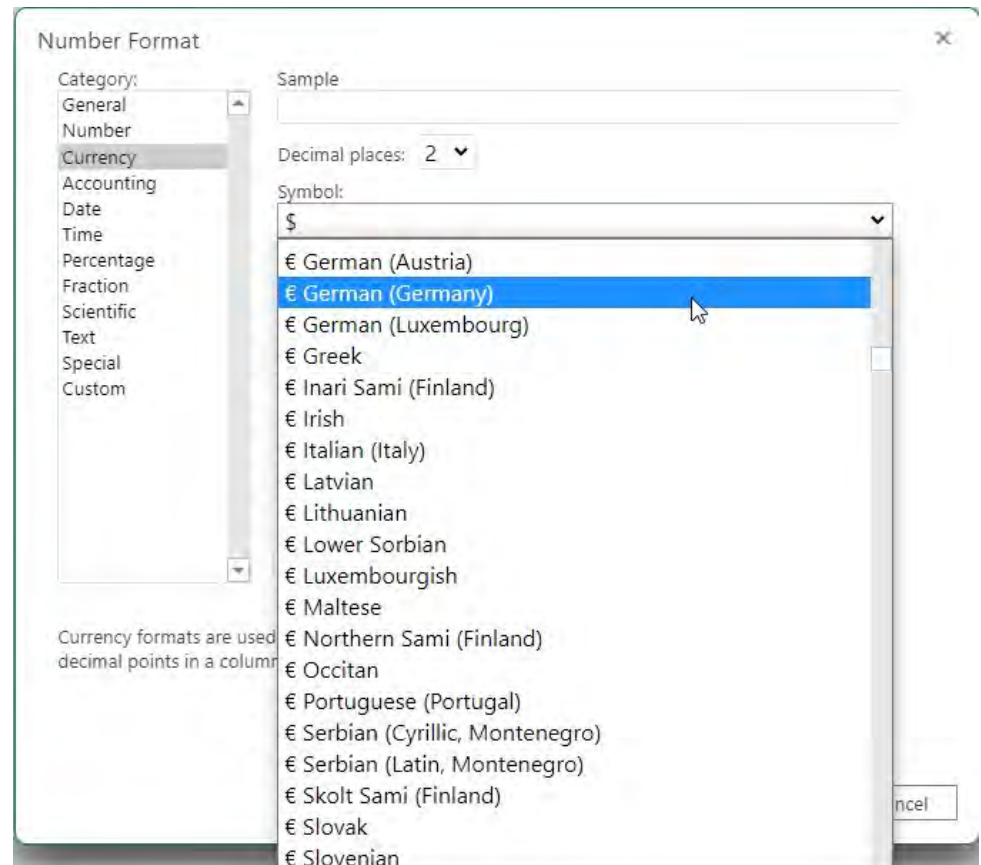 Number Format
Category:
General
Number
Currency
Accounting
Date
Time
Percentage
Fraction
Scientific
Text
Special
Custom
Sample
Decimal places: 2
Symbol:
$
€ German (Austria)
€ German (Germany)
€ German (Luxembourg)
€ Greek
€ Inari Sami (Finland)
€ Irish
€ Italian (Italy)
€ Latvian
€ Lithuanian
€ Lower Sorbian
€ Luxembourgish
€ Maltese
€ Northern Sami (Finland)
€ Occitan
€ Portuguese (Portugal)
€ Serbian (Cyrillic, Montenegro)
€ Serbian (Latin, Montenegro)
€ Skolt Sami (Finland)
€ Slovak
€ Slovenian
Currency formats are used
decimal points in a column
ncel